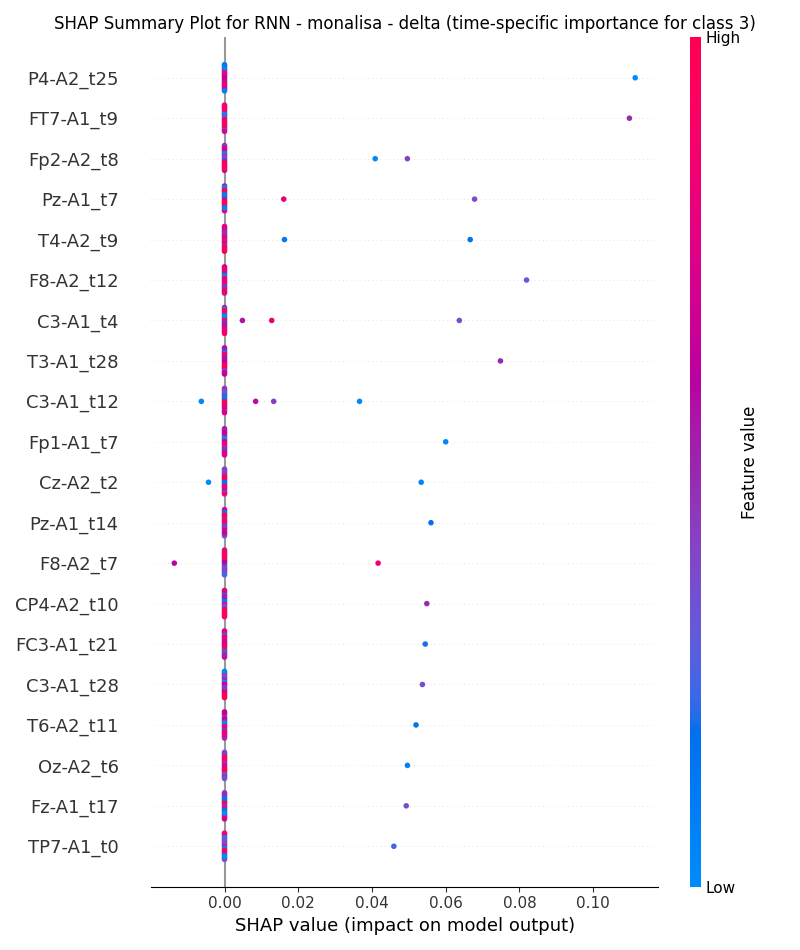 SHAP Summary Plot for RNN - monalisa - delta (time-specific importance for class 3)
High
P4-A2_t25
FT7-A1_t9
Fp2-A2_t8
Pz-A1_t7
T4-A2_t9
F8-A2_t12
C3-A1_t4
T3-A1_t28
C3-A1_t12
Fp1-A1_t7
Cz-A2_t2
Pz-A1_t14
F8-A2_t7
CP4-A2_t10
FC3-A1_t21
C3-A1_t28
T6-A2_t11
Oz-A2_t6
Fz-A1_t17
TP7-A1_t0
Feature value
Low
0.00 0.02 0.04 0.06 0.08 0.10
SHAP value (impact on model output)